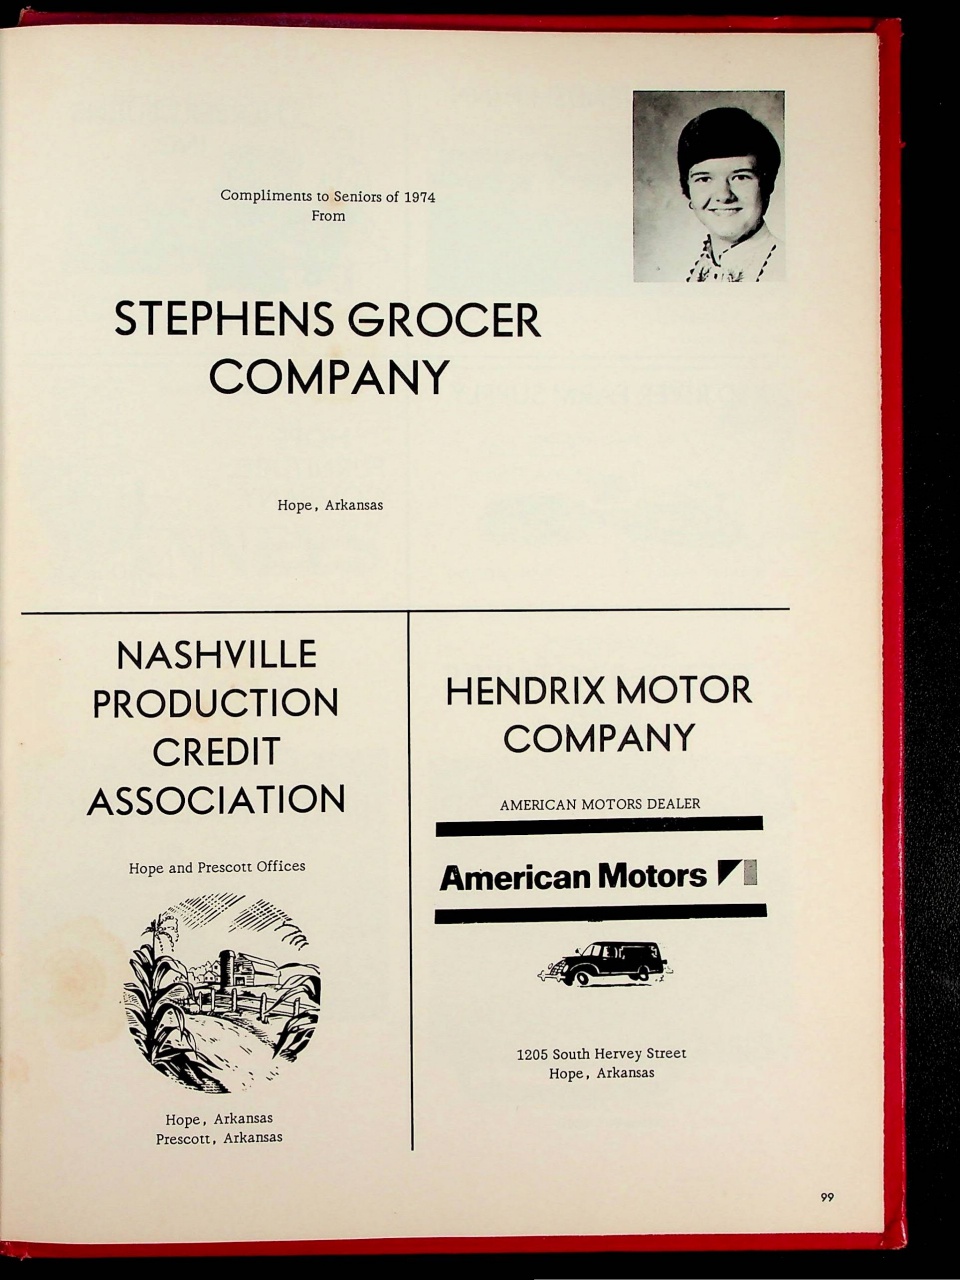 Compliments to Seniors of 1974
From
STEPHENS GROCER
COMPANY
Hope, Arkansas
NASHVILLE
PRODUCTION
CREDIT
ASSOCIATION
Hope and Prescott Offices
Hope, Arkansas
Prescott, Arkansas
HENDRIX MOTOR
COMPANY
AMERICAN MOTORS DEALER
American Motors
1205 South Hervey Street
Hope, Arkansas
99